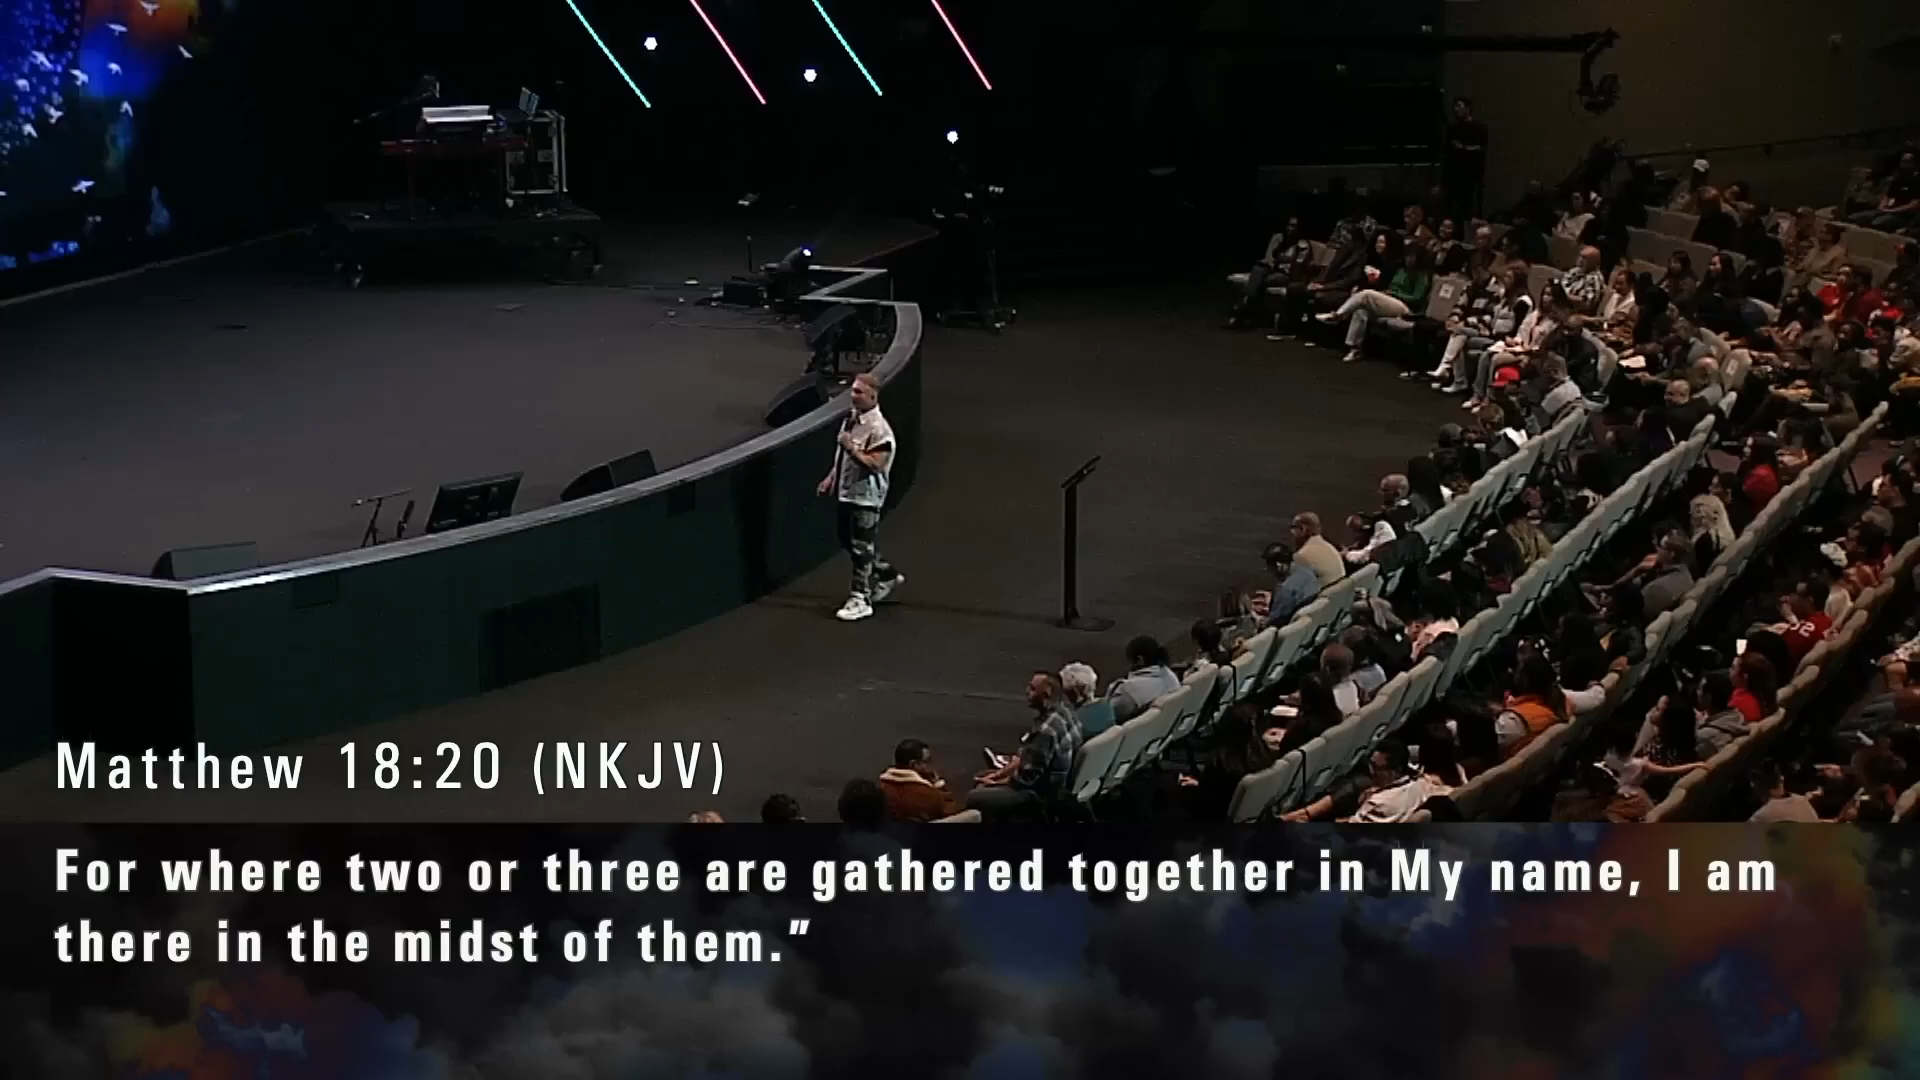 Matthew 18:20 (NKJV)
For where two or three are gathered together in My name, I am
there in the midst of them.”